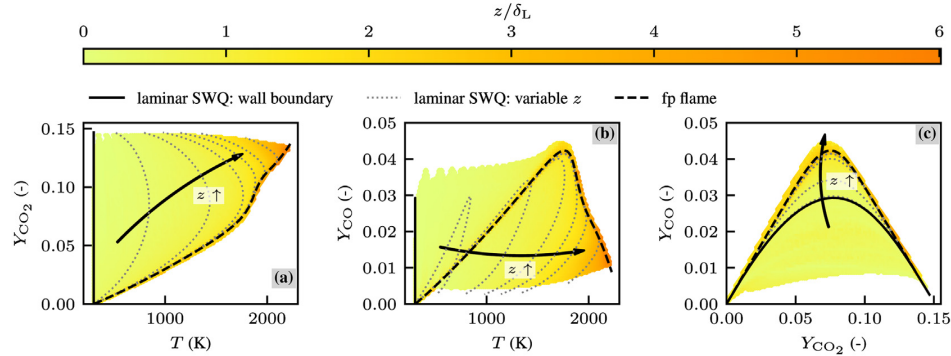 z/δL
0 1 2 3 4 5 6
laminar SWQ: wall boundary laminar SWQ: variable z fp flame
0.15
0.10
0.05
0.00
YCO2 (-)
z ↑
(a)
1000 2000
T (K)
0.05
0.04
0.03
0.02
0.01
0.00
YCO (-)
(b)
z ↑
1000 2000
T (K)
0.05
0.04
0.03
0.02
0.01
0.00
YCO (-)
(c)
z ↑
0.00 0.05 0.10 0.15
YCO2 (-)